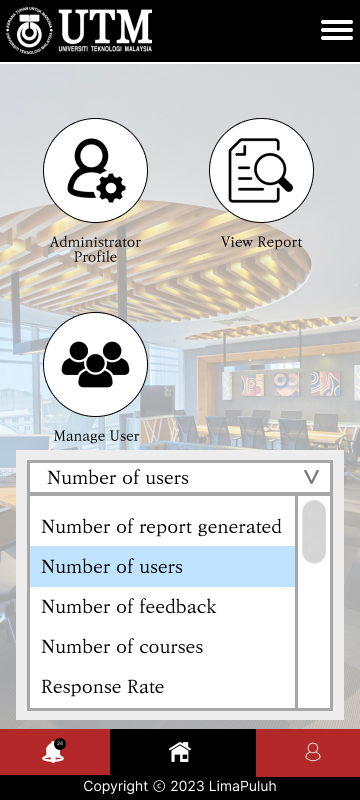 UTM
UNIVERSITI TEKNOLOGI MALAYSIA
Administrator
Profile
View Report
Manage User
Number of users
Number of report generated
Number of users
Number of feedback
Number of courses
Response Rate
24
Copyright © 2023 LimaPuluh